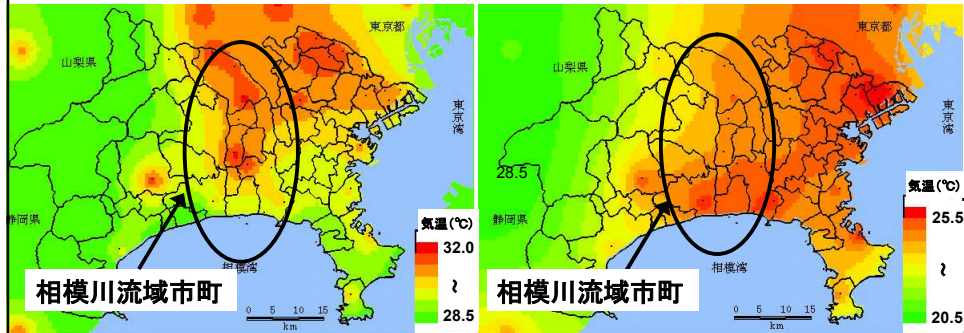 東京都
山梨県
東京湾
静岡県
気温(℃)
32.0
~
28.5
相模湾
相模川流域市町
0 5 10 15
km
東京都
山梨県
東京湾
28.5
静岡県
気温(℃)
25.5
~
20.5
相模湾
相模川流域市町
0 5 10 15
km